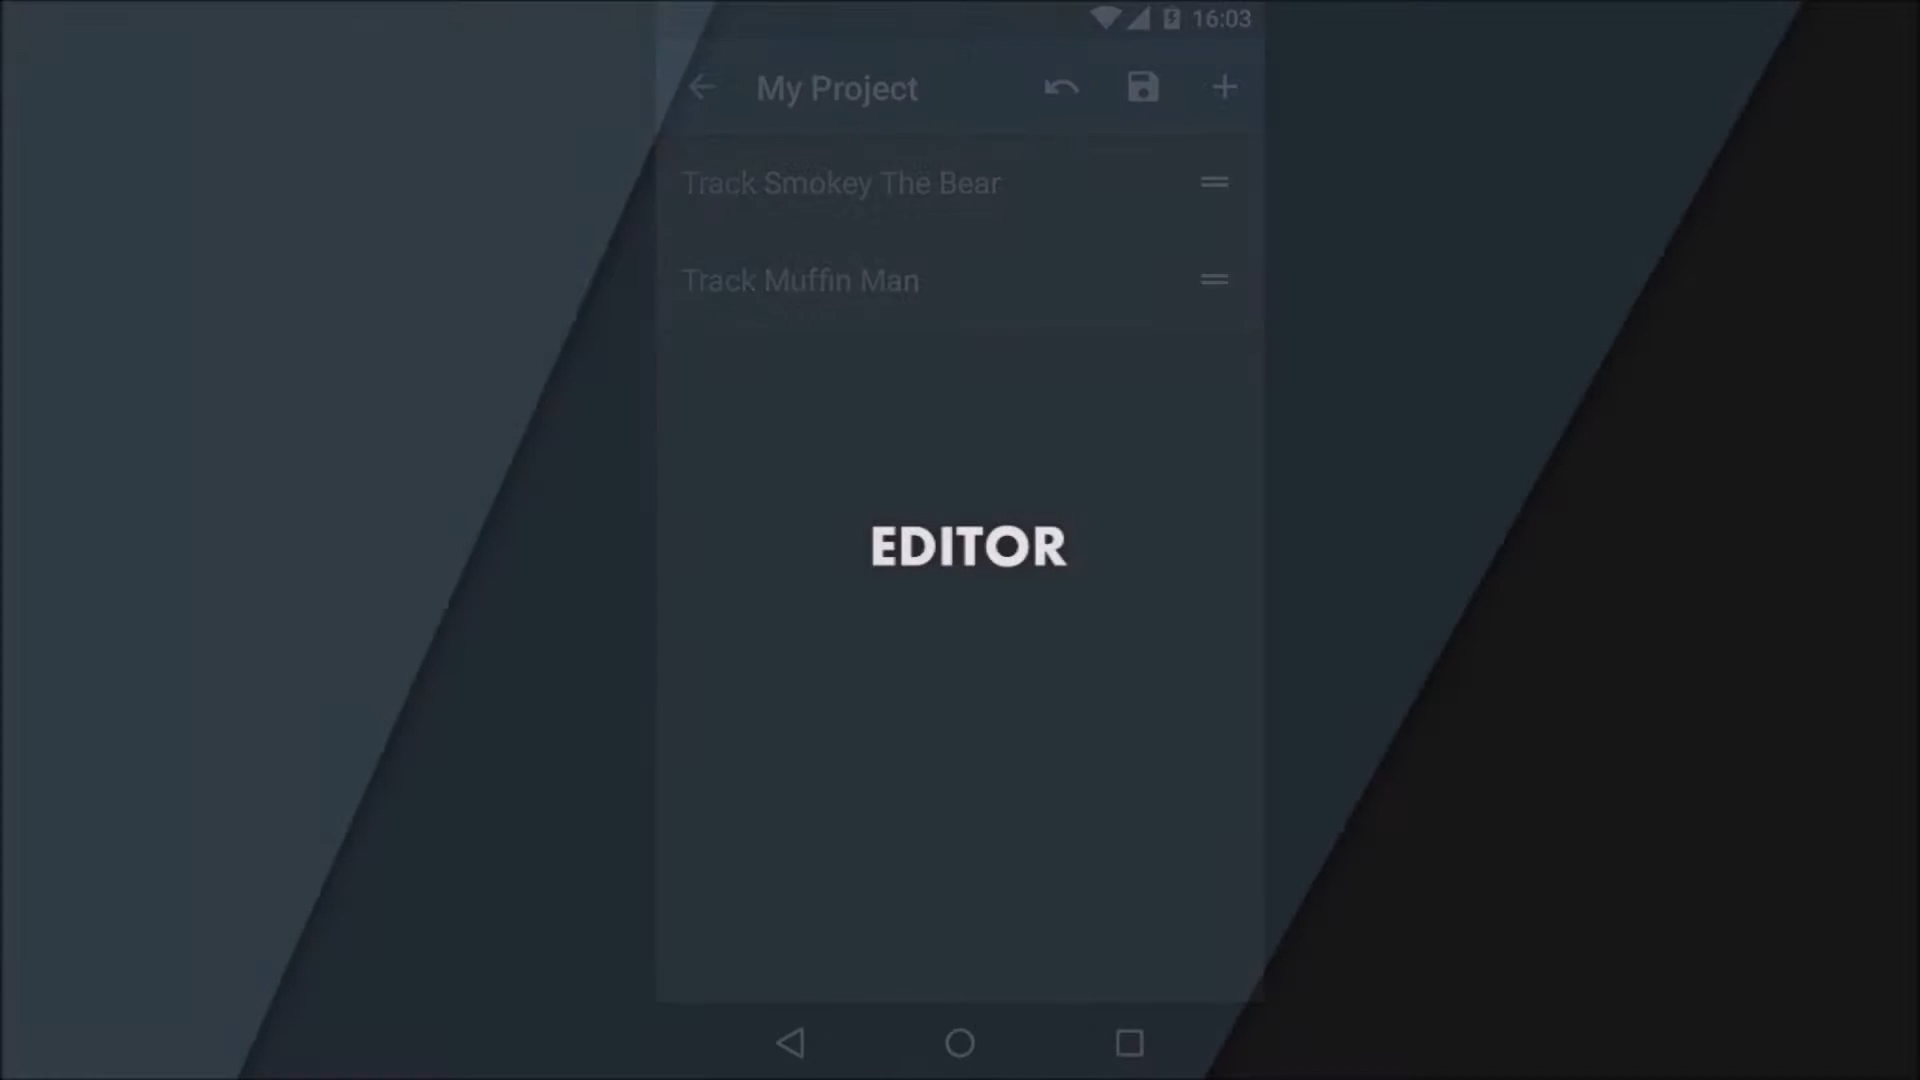 16:03
My Project
Track Smokey The Bear
Track Muffin Man
EDITOR